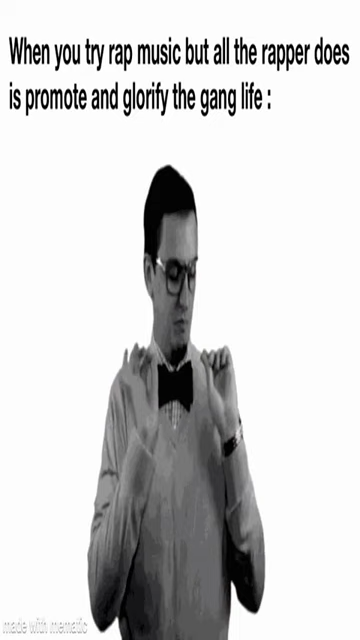 When you try rap music but all the rapper does
is promote and glorify the gang life :
made with mematic